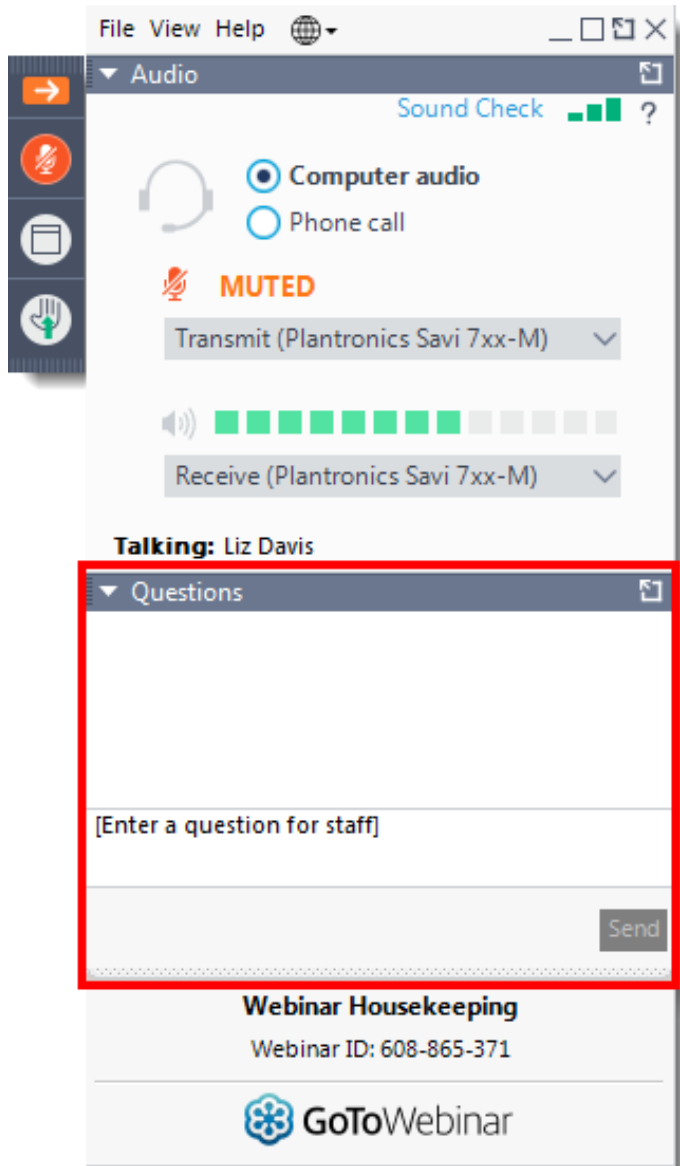 File View Help
Audio
Sound Check ?
Computer audio
Phone call
MUTED
Transmit (Plantronics Savi 7xx-M)
Receive (Plantronics Savi 7xx-M)
Talking: Liz Davis
Questions
[Enter a question for staff]
Send
Webinar Housekeeping
Webinar ID: 608-865-371
GoToWebinar